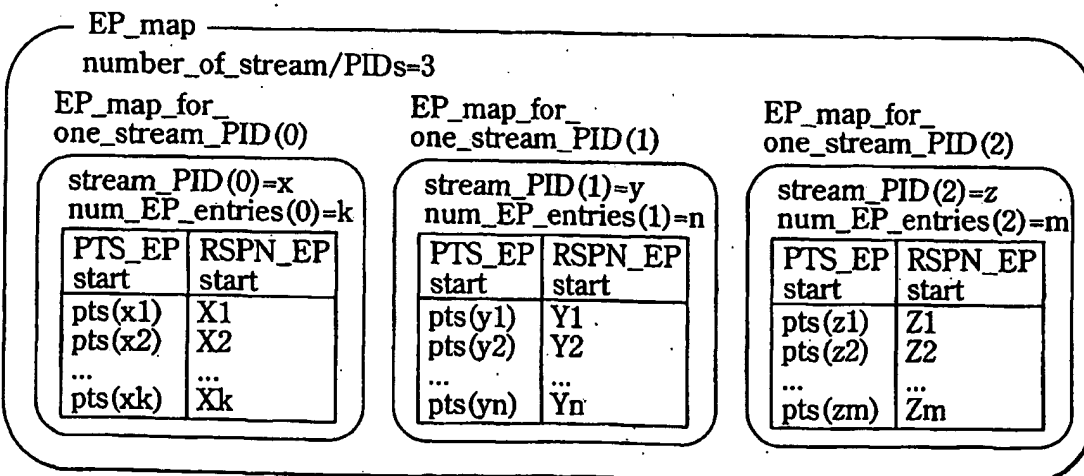 EP_map
number_of_stream/PIDs=3
EP_map_for_
one_stream_PID(0)
stream_PID(0)=x
num_EP_entries(0)=k
PTS_EP RSPN_EP
start start
pts(x1) X1
pts(x2) X2
... ...
pts(xk) Xk
EP_map_for_
one_stream_PID(1)
stream_PID(1)=y
num_EP_entries(1)=n
PTS_EP RSPN_EP
start start
pts(y1) Y1
pts(y2) Y2
... ...
pts(yn) Yn
EP_map_for_
one_stream_PID(2)
stream_PID(2)=z
num_EP_entries(2)=m
PTS_EP RSPN_EP
start start
pts(z1) Z1
pts(z2) Z2
... ...
pts(zm) Zm